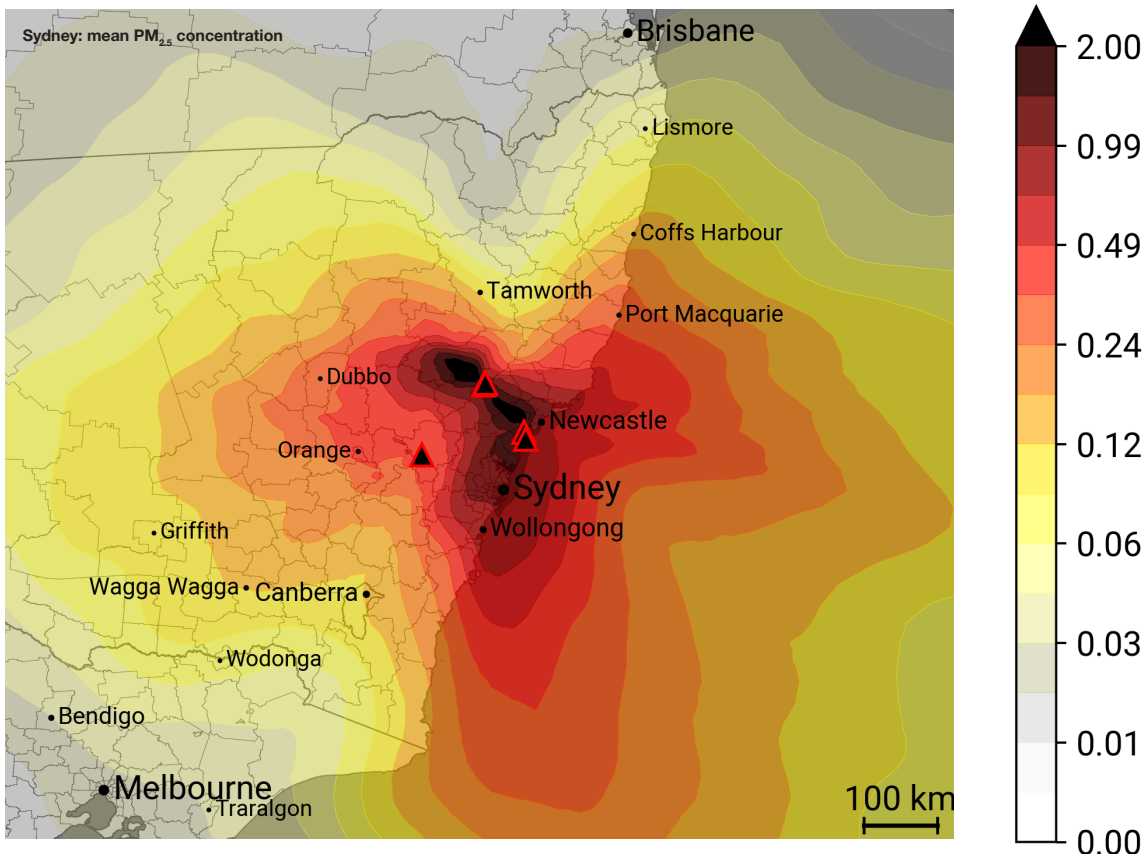 Sydney: mean PM2.5 concentration
Brisbane
Lismore
Coffs Harbour
Tamworth
Port Macquarie
Dubbo
Newcastle
Orange
Sydney
Wollongong
Griffith
Wagga Wagga
Canberra
Wodonga
Bendigo
Melbourne
Traralgon
100 km
2.00
0.99
0.49
0.24
0.12
0.06
0.03
0.01
0.00